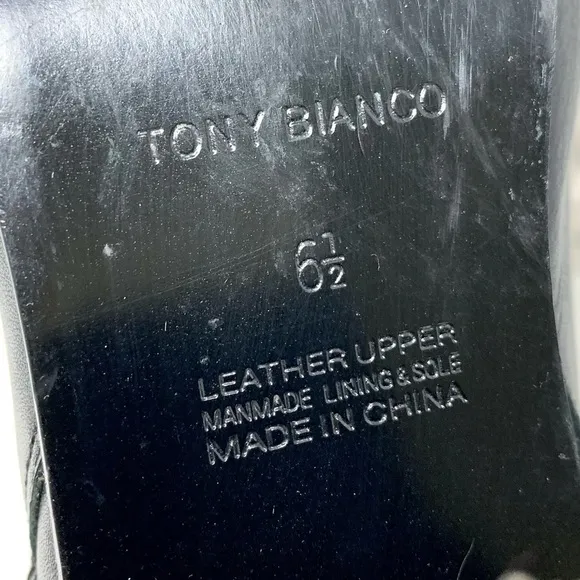 TONY BIANCO
6½
LEATHER UPPER
MANMADE LINING & SOLE
MADE IN CHINA